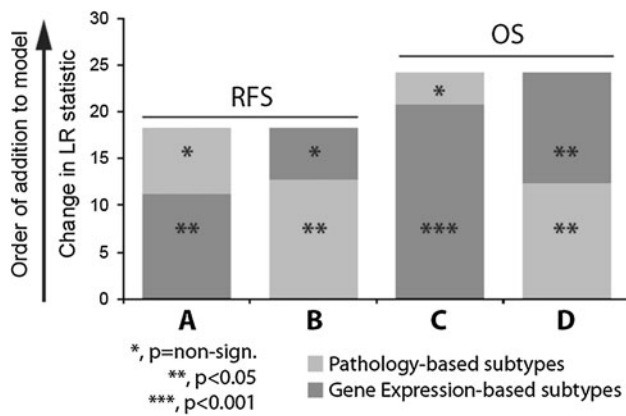 Order of addition to model
Change in LR statistic
30
25
20
15
10
5
0
RFS
OS
*
*
*
**
**
**
***
**
A
B
C
D
*, p=non-sign.
**, p<0.05
***, p<0.001
Pathology-based subtypes
Gene Expression-based subtypes